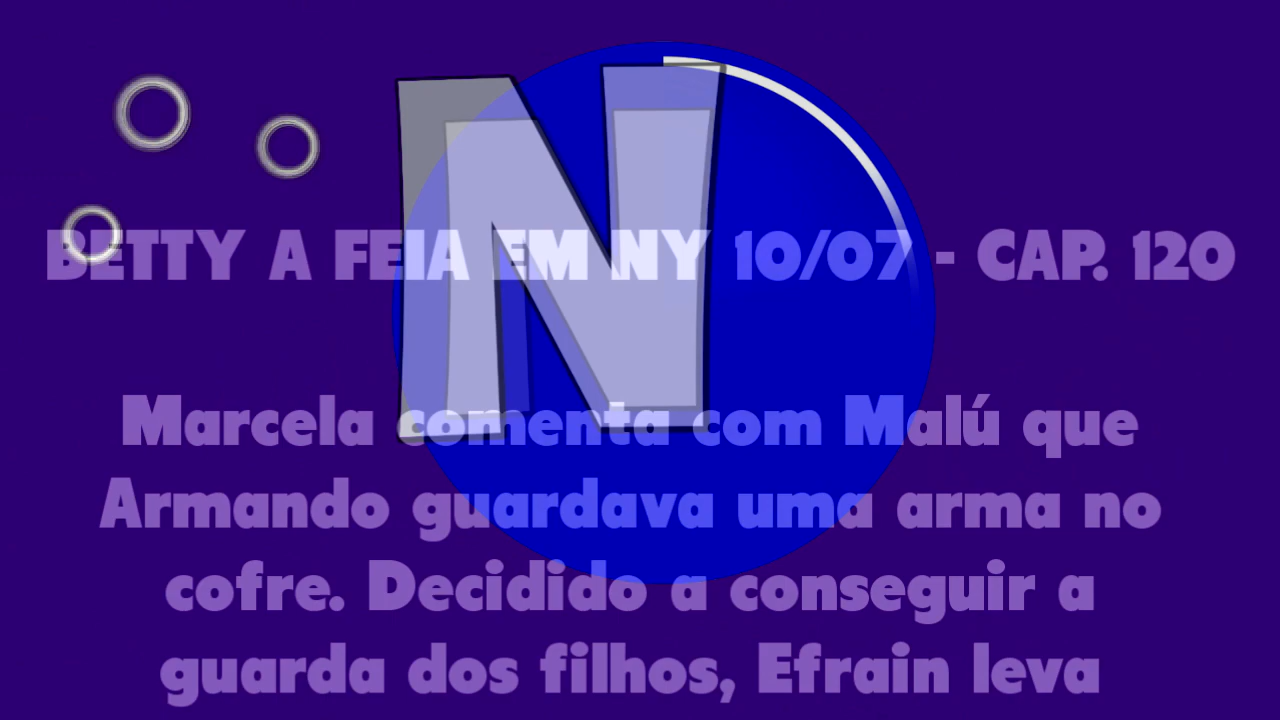 N
BETTY A FEIA EM NY 10/07 - CAP. 120
Marcela comenta com Malú que
Armando guardava uma arma no
cofre. Decidido a conseguir a
guarda dos filhos, Efrain leva